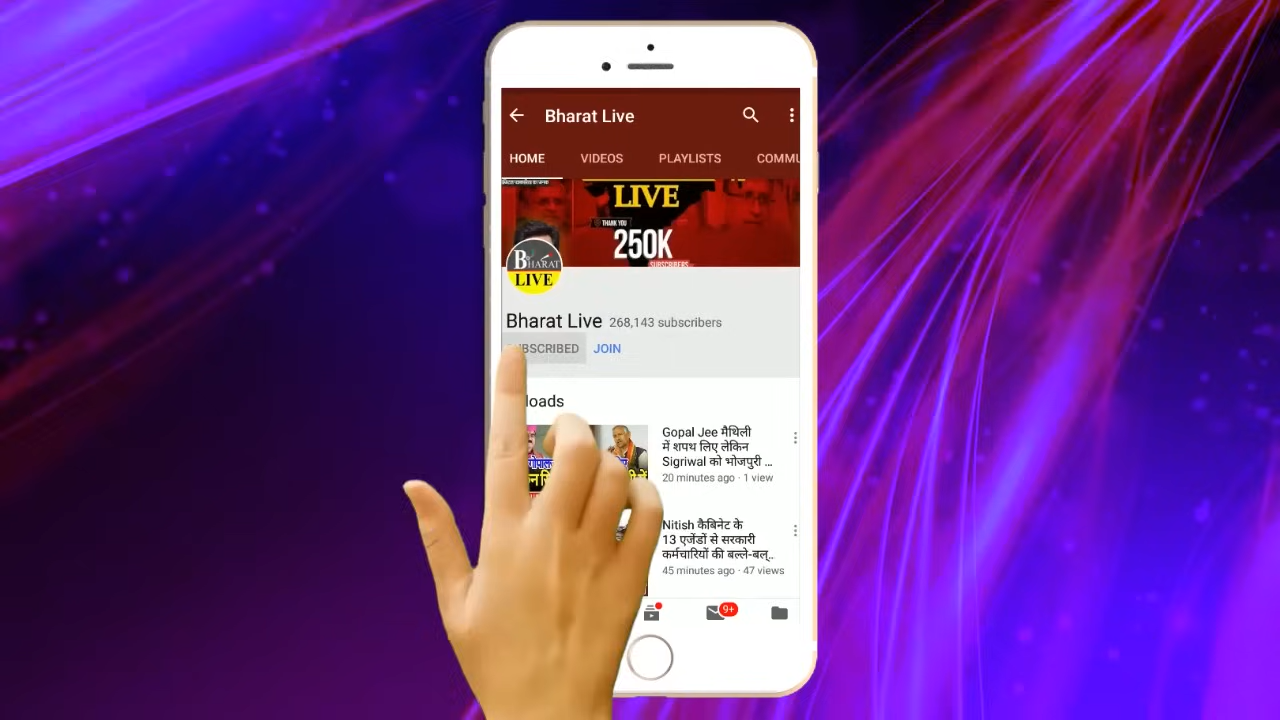 Bharat Live
HOME VIDEOS PLAYLISTS COMMU
LIVE
THANK YOU
250K
SUBSCRIBERS
BHARAT
LIVE
Bharat Live 268,143 subscribers
UBSCRIBED JOIN
loads
Gopal Jee मैथिली
में शपथ लिए लेकिन
Sigriwal को भोजपुरी ...
20 minutes ago · 1 view
Nitish कैबिनेट के
13 एजेंडों से सरकारी
कर्मचारियों की बल्ले-बल्..
45 minutes ago · 47 views
9+